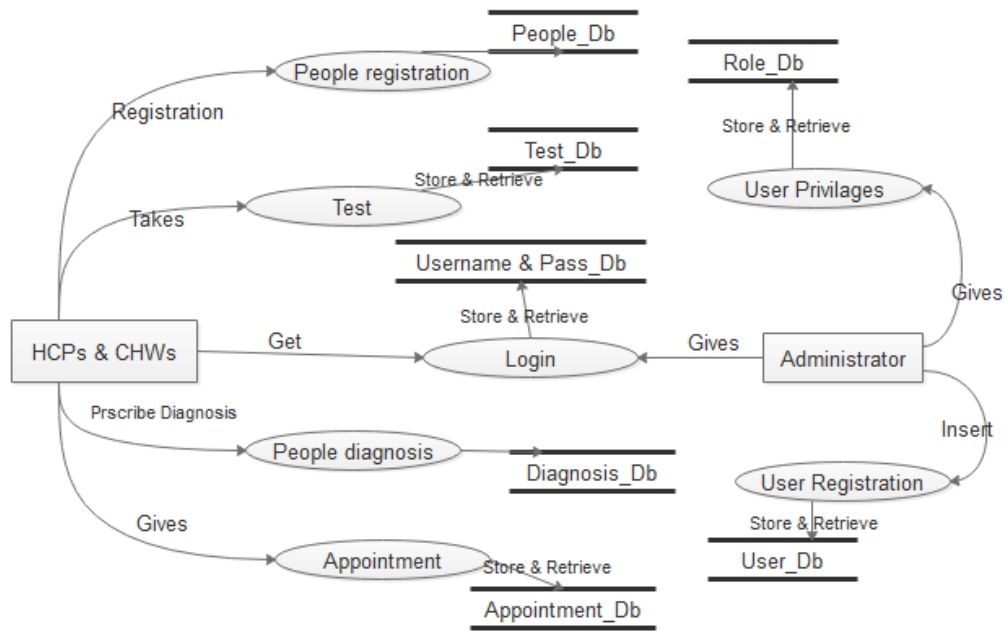 People_Db
People registration
Role_Db
Registration
Store & Retrieve
Test_Db
Store & Retrieve
User Privilages
Test
Takes
Username & Pass_Db
Gives
Store & Retrieve
Get
Gives
HCPs & CHWs
Login
Administrator
Prscribe Diagnosis
Insert
People diagnosis
Diagnosis_Db
User Registration
Gives
Store & Retrieve
Appointment
Store & Retrieve
User_Db
Appointment_Db